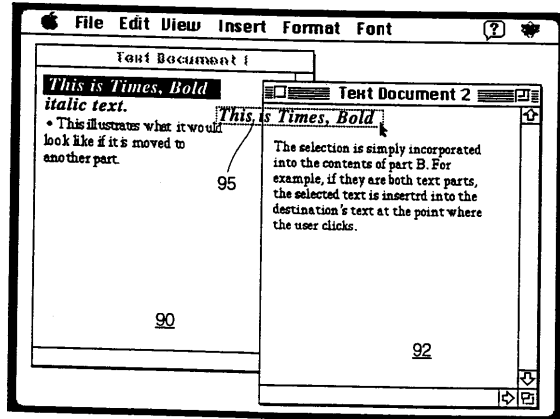 File Edit View Insert Format Font
Text Document 1
This is Times, Bold
italic text.
• This illustrates what it would
look like if it is moved to
another part.
90
Text Document 2
This is Times, Bold
95
The selection is simply incorporated
into the contents of part B. For
example, if they are both text parts,
the selected text is insertrd into the
destination's text at the point where
the user clicks.
92